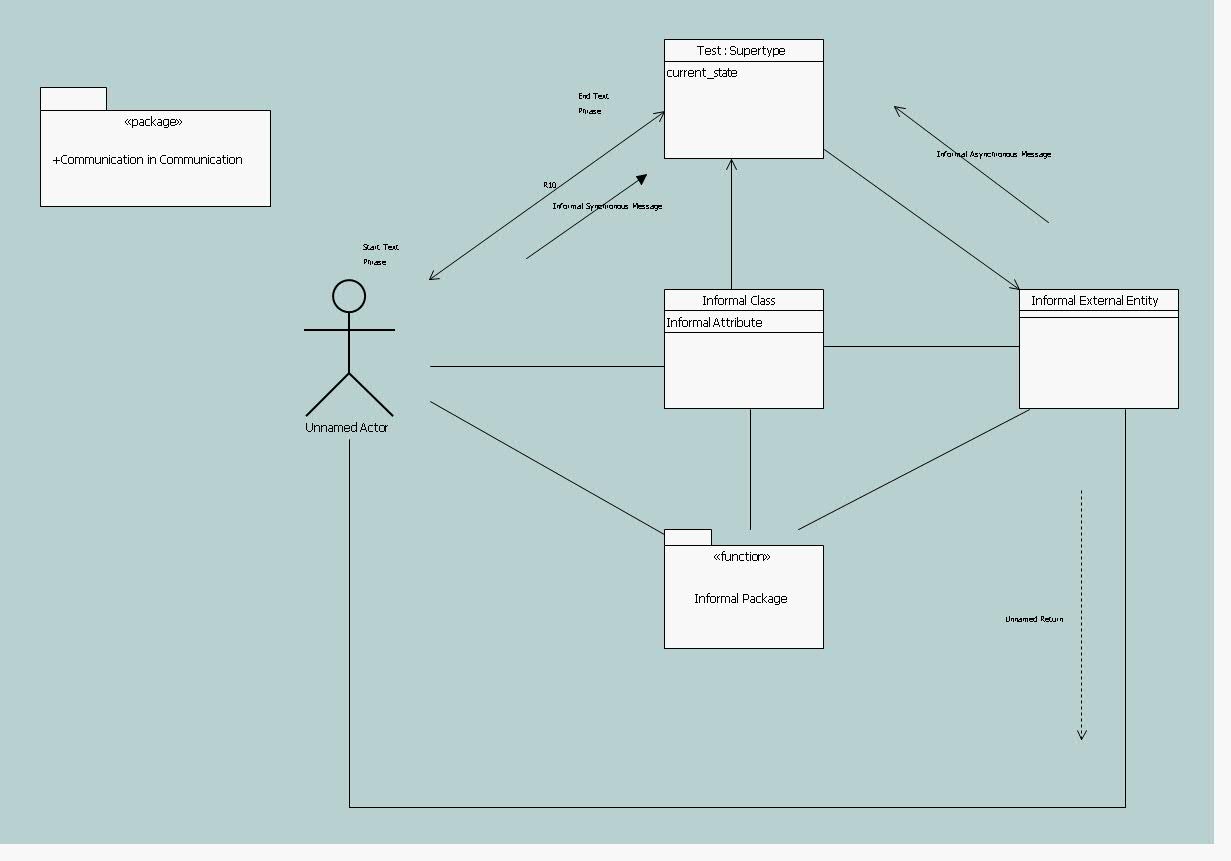 Test : Supertype
current_state
End Text
Phrase
«package»
+Communication in Communication
Informal Asynchronous Message
R10
Informal Synchronous Message
Start Text
Phrase
Informal Class
Informal Attribute
Informal External Entity
Unnamed Actor
«function»
Informal Package
Unnamed Return